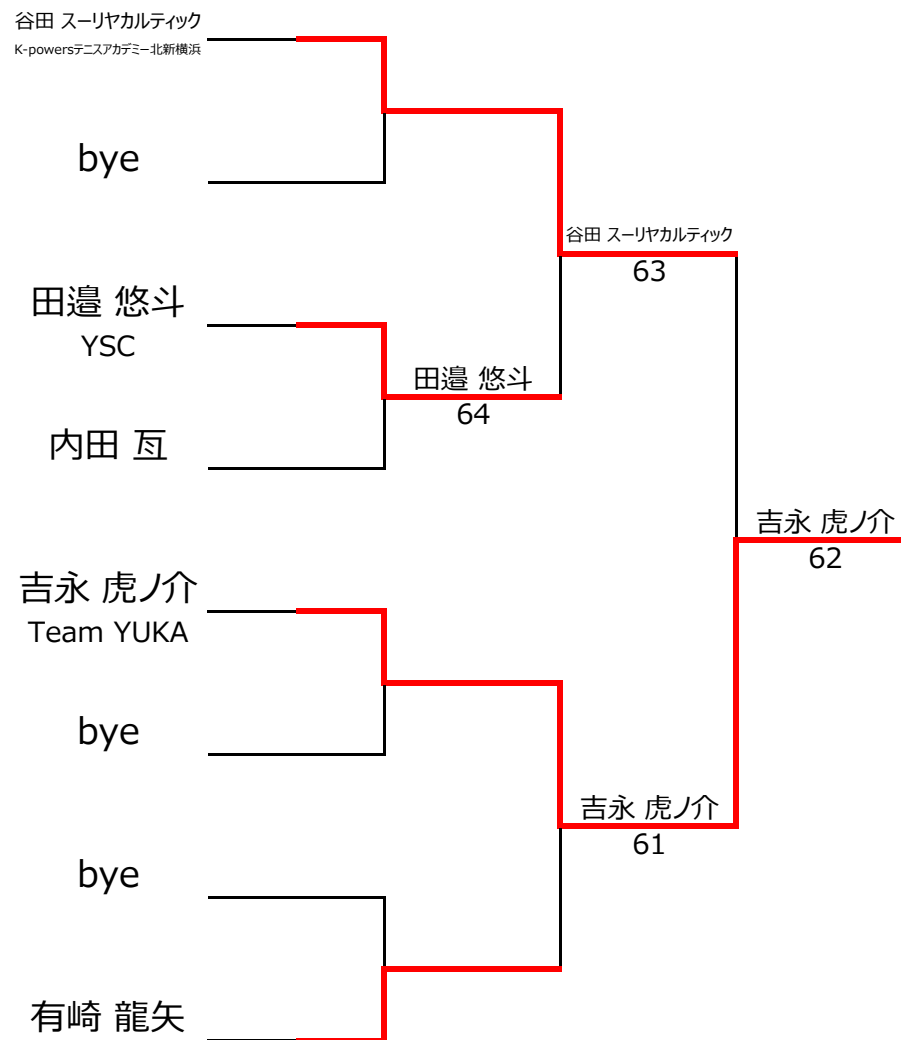 谷田 スーリヤカルティック
K-powersテニスアカデミー北新横浜
bye
谷田 スーリヤカルティック
63
田邉 悠斗
YSC
田邉 悠斗
64
内田 亙
吉永 虎ノ介
62
吉永 虎ノ介
Team YUKA
bye
吉永 虎ノ介
61
bye
有崎 龍矢